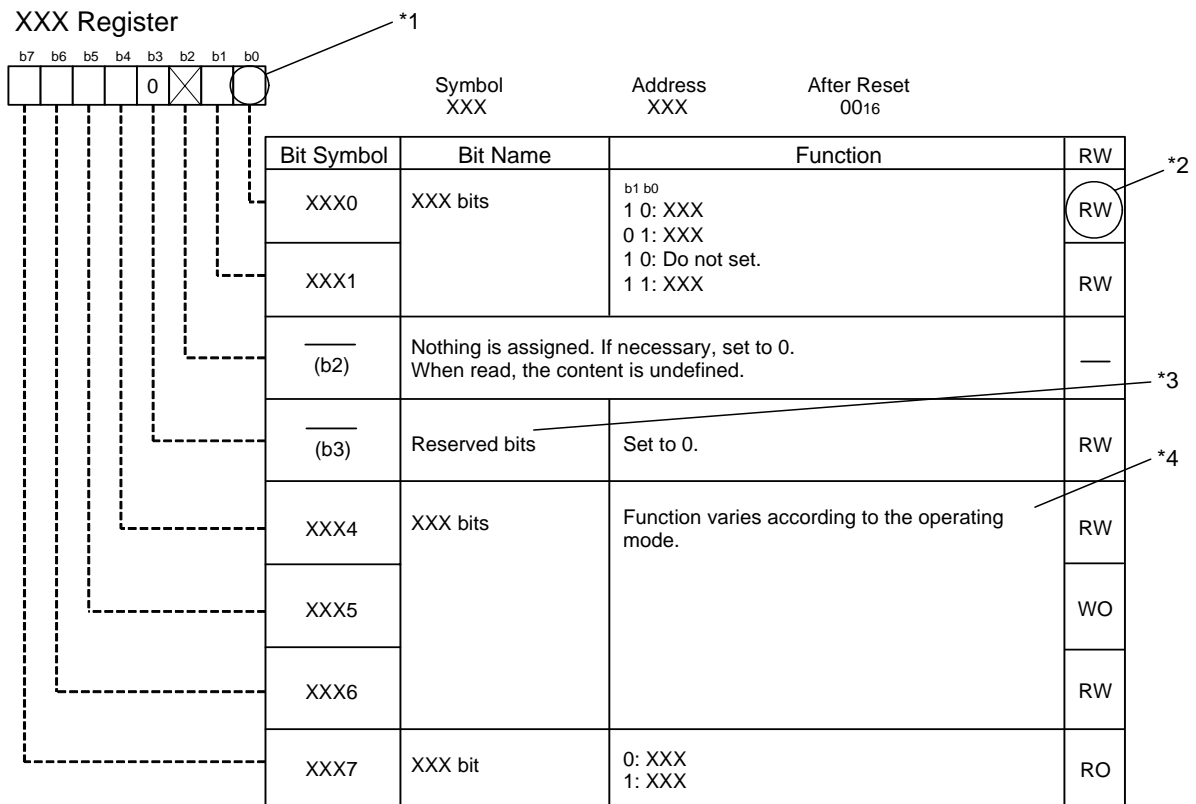 XXX Register
*1
b7 b6 b5 b4 b3 b2 b1 b0
0
Symbol Address After Reset
XXX XXX 0016
Bit Symbol Bit Name Function RW
*2
XXX0 XXX bits
b1 b0
1 0: XXX
0 1: XXX
1 0: Do not set.
1 1: XXX
RW
XXX1 RW
(b2)
Nothing is assigned. If necessary, set to 0.
When read, the content is undefined.
—
*3
(b3) Reserved bits Set to 0. RW
*4
XXX4 XXX bits
Function varies according to the operating
mode.
RW
XXX5 WO
XXX6 RW
XXX7 XXX bit
0: XXX
1: XXX
RO